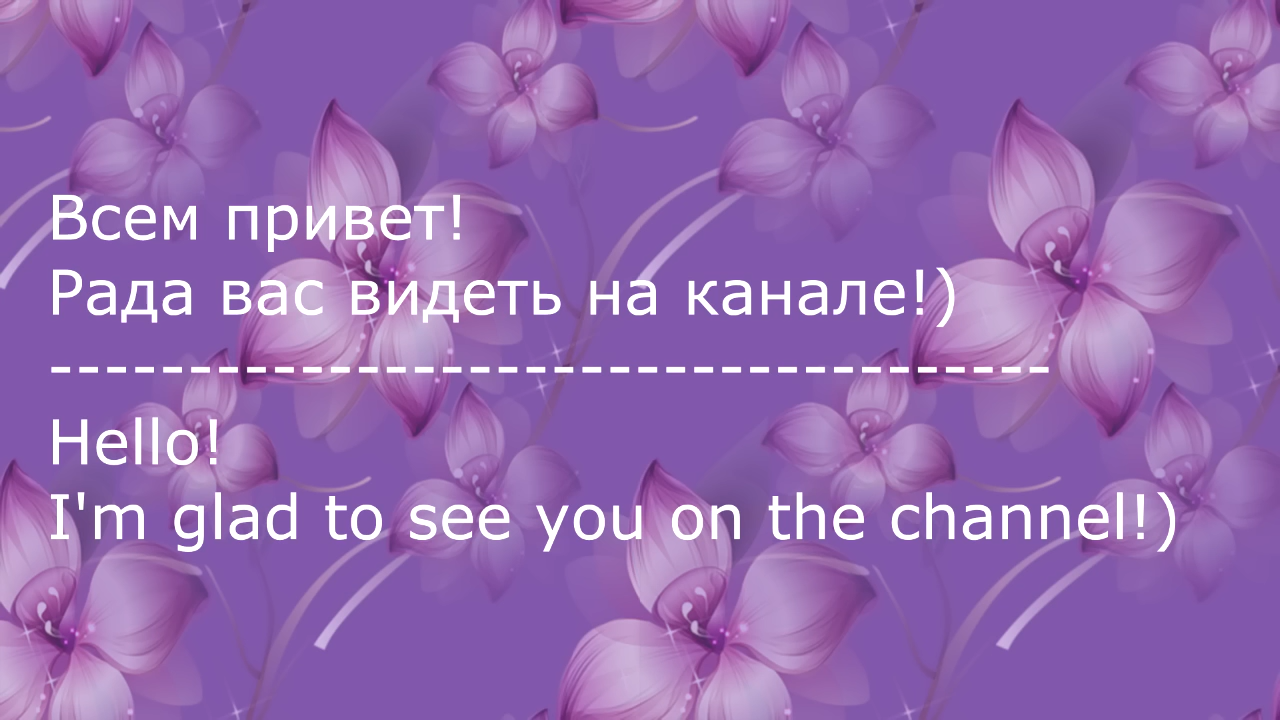 Всем привет!
Рада вас видеть на канале!)
------------------------------------
Hello!
I'm glad to see you on the channel!)